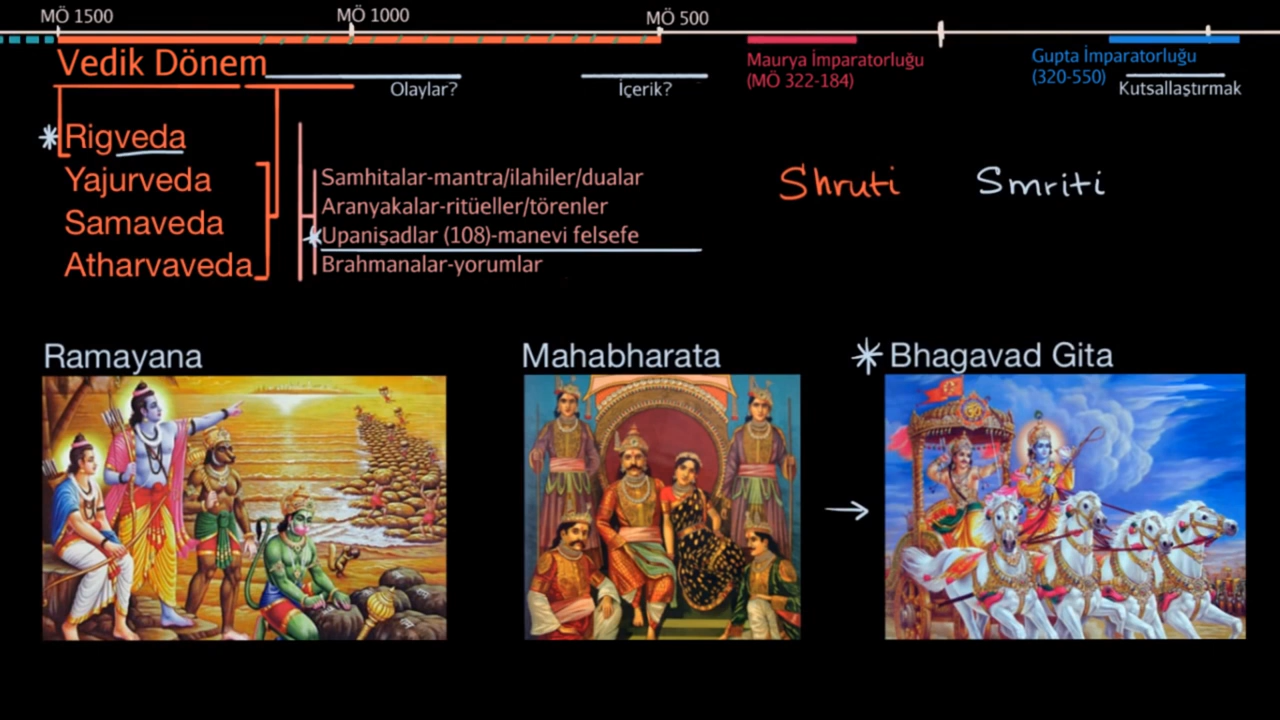 MÖ 1500
MÖ 1000
MÖ 500
Vedik Dönem
Olaylar?
İçerik?
Maurya İmparatorluğu
(MÖ 322-184)
Gupta İmparatorluğu
(320-550)
Kutsallaştırmak
Rigveda
Yajurveda
Samaveda
Atharvaveda
Samhitalar-mantra/ilahiler/dualar
Aranyakalar-ritüeller/törenler
Upanişadlar (108)-manevi felsefe
Brahmanalar-yorumlar
Shruti
Smriti
Ramayana
Mahabharata
Bhagavad Gita